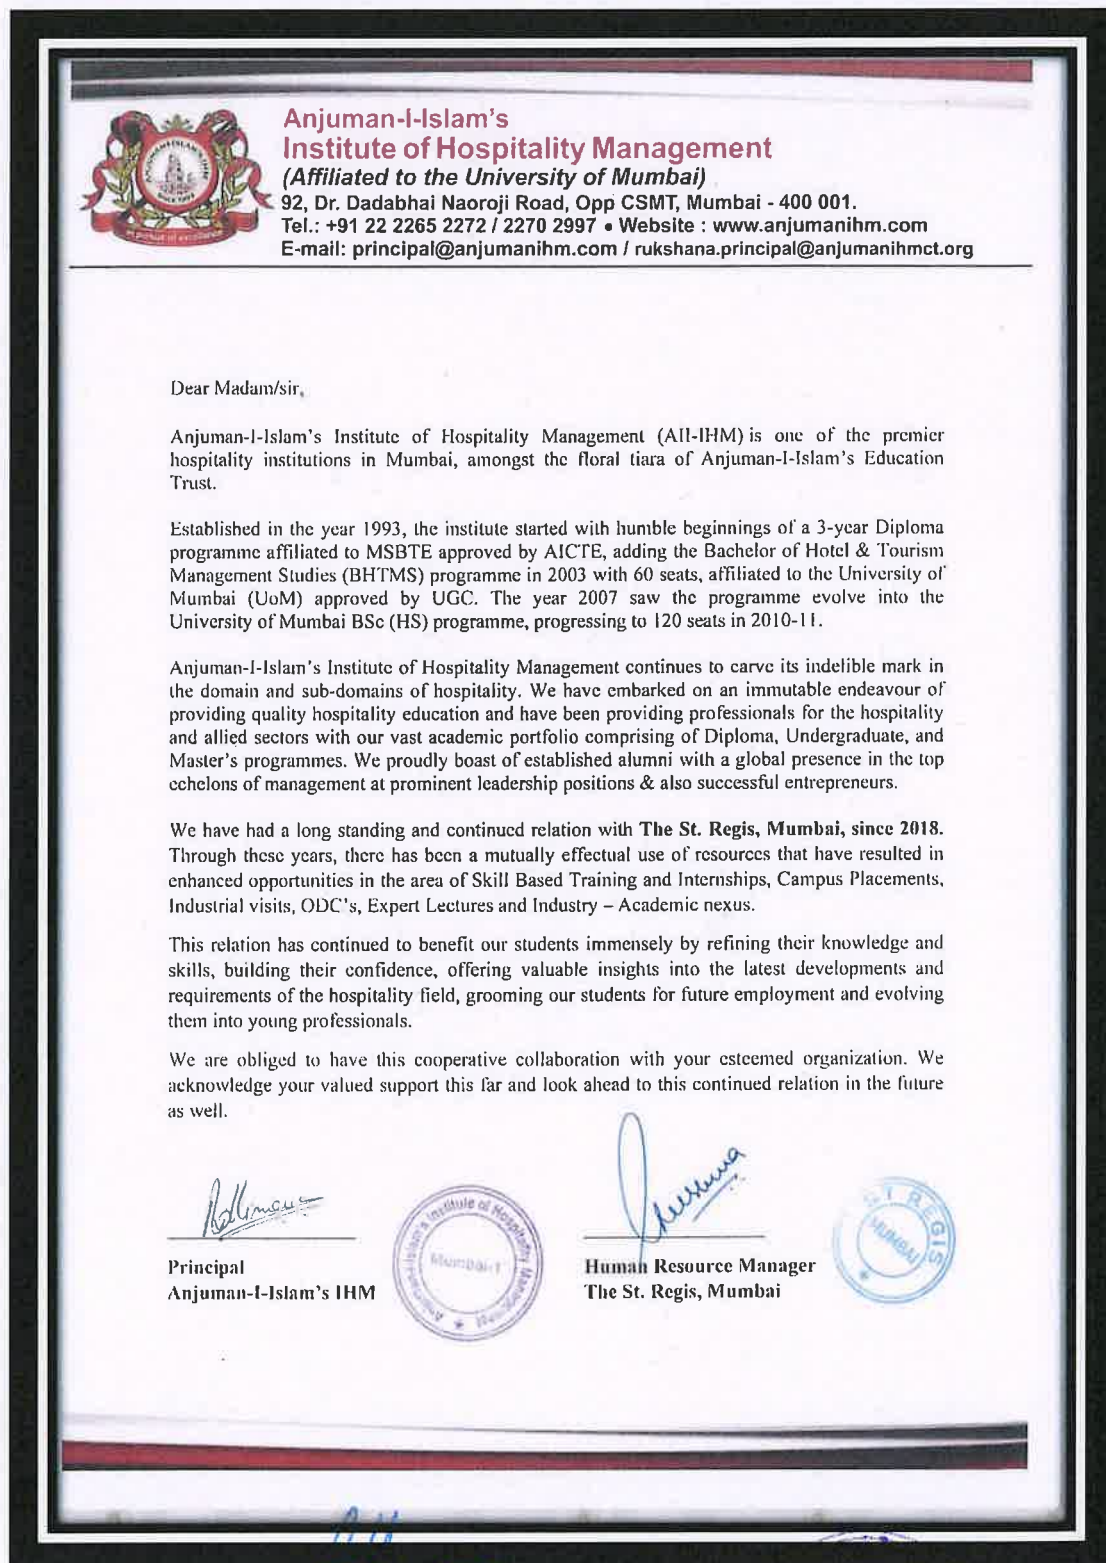 Anjuman-I-Islam's
Institute of Hospitality Management
(Affiliated to the University of Mumbai)
92, Dr. Dadabhai Naoroji Road, Opp CSMT, Mumbai - 400 001.
Tel.: +91 22 2265 2272 / 2270 2997 • Website : www.anjumanihm.com
E-mail: principal@anjumanihm.com / rukshana.principal@anjumanihmct.org
Dear Madam/sir,
Anjuman-I-Islam's Institute of Hospitality Management (AII-IHM) is one of the premier
hospitality institutions in Mumbai, amongst the floral tiara of Anjuman-I-Islam's Education
Trust.
Established in the year 1993, the institute started with humble beginnings of a 3-year Diploma
programme affiliated to MSBTE approved by AICTE, adding the Bachelor of Hotel & Tourism
Management Studies (BHTMS) programme in 2003 with 60 seats, affiliated to the University of
Mumbai (UoM) approved by UGC. The year 2007 saw the programme evolve into the
University of Mumbai BSc (HS) programme, progressing to 120 seats in 2010-11.
Anjuman-I-Islam's Institute of Hospitality Management continues to carve its indelible mark in
the domain and sub-domains of hospitality. We have embarked on an immutable endeavour of
providing quality hospitality education and have been providing professionals for the hospitality
and allied sectors with our vast academic portfolio comprising of Diploma, Undergraduate, and
Master's programmes. We proudly boast of established alumni with a global presence in the top
echelons of management at prominent leadership positions & also successful entrepreneurs.
We have had a long standing and continued relation with The St. Regis, Mumbai, since 2018.
Through these years, there has been a mutually effectual use of resources that have resulted in
enhanced opportunities in the area of Skill Based Training and Internships, Campus Placements,
Industrial visits, ODC's, Expert Lectures and Industry – Academic nexus.
This relation has continued to benefit our students immensely by refining their knowledge and
skills, building their confidence, offering valuable insights into the latest developments and
requirements of the hospitality field, grooming our students for future employment and evolving
them into young professionals.
We are obliged to have this cooperative collaboration with your esteemed organization. We
acknowledge your valued support this far and look ahead to this continued relation in the future
as well.
Anjuman-I-Islam's Institute of Hospitality Management
Mumbai-1
ST REGIS
MUMBAI
Principal
Anjuman-I-Islam's IHM
Human Resource Manager
The St. Regis, Mumbai